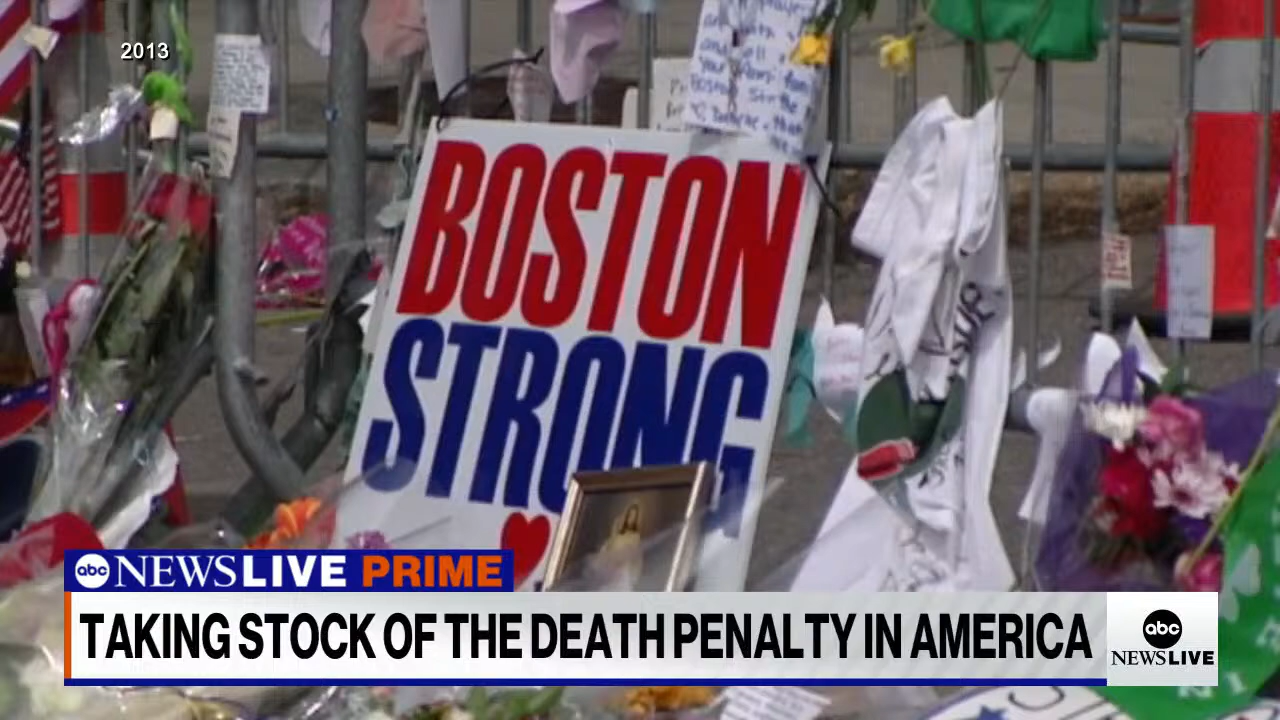 2013
BOSTON
STRONG
abc NEWS LIVE PRIME
TAKING STOCK OF THE DEATH PENALTY IN AMERICA
abc
NEWS LIVE